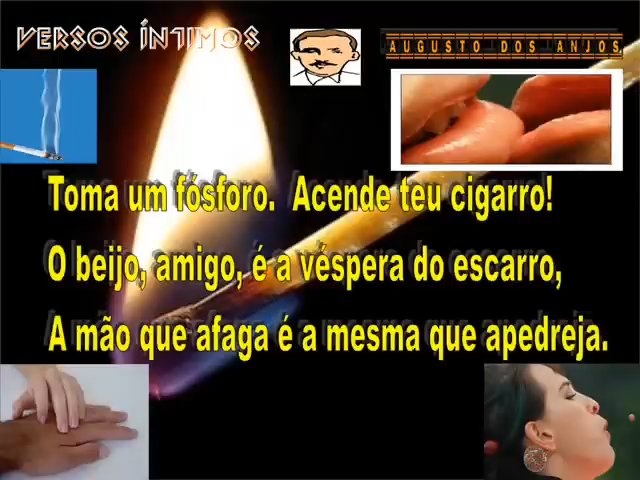 VERSOS ÍNTIMOS
AUGUSTO DOS ANJOS
Toma um fósforo. Acende teu cigarro!
O beijo, amigo, é a véspera do escarro,
A mão que afaga é a mesma que apedreja.